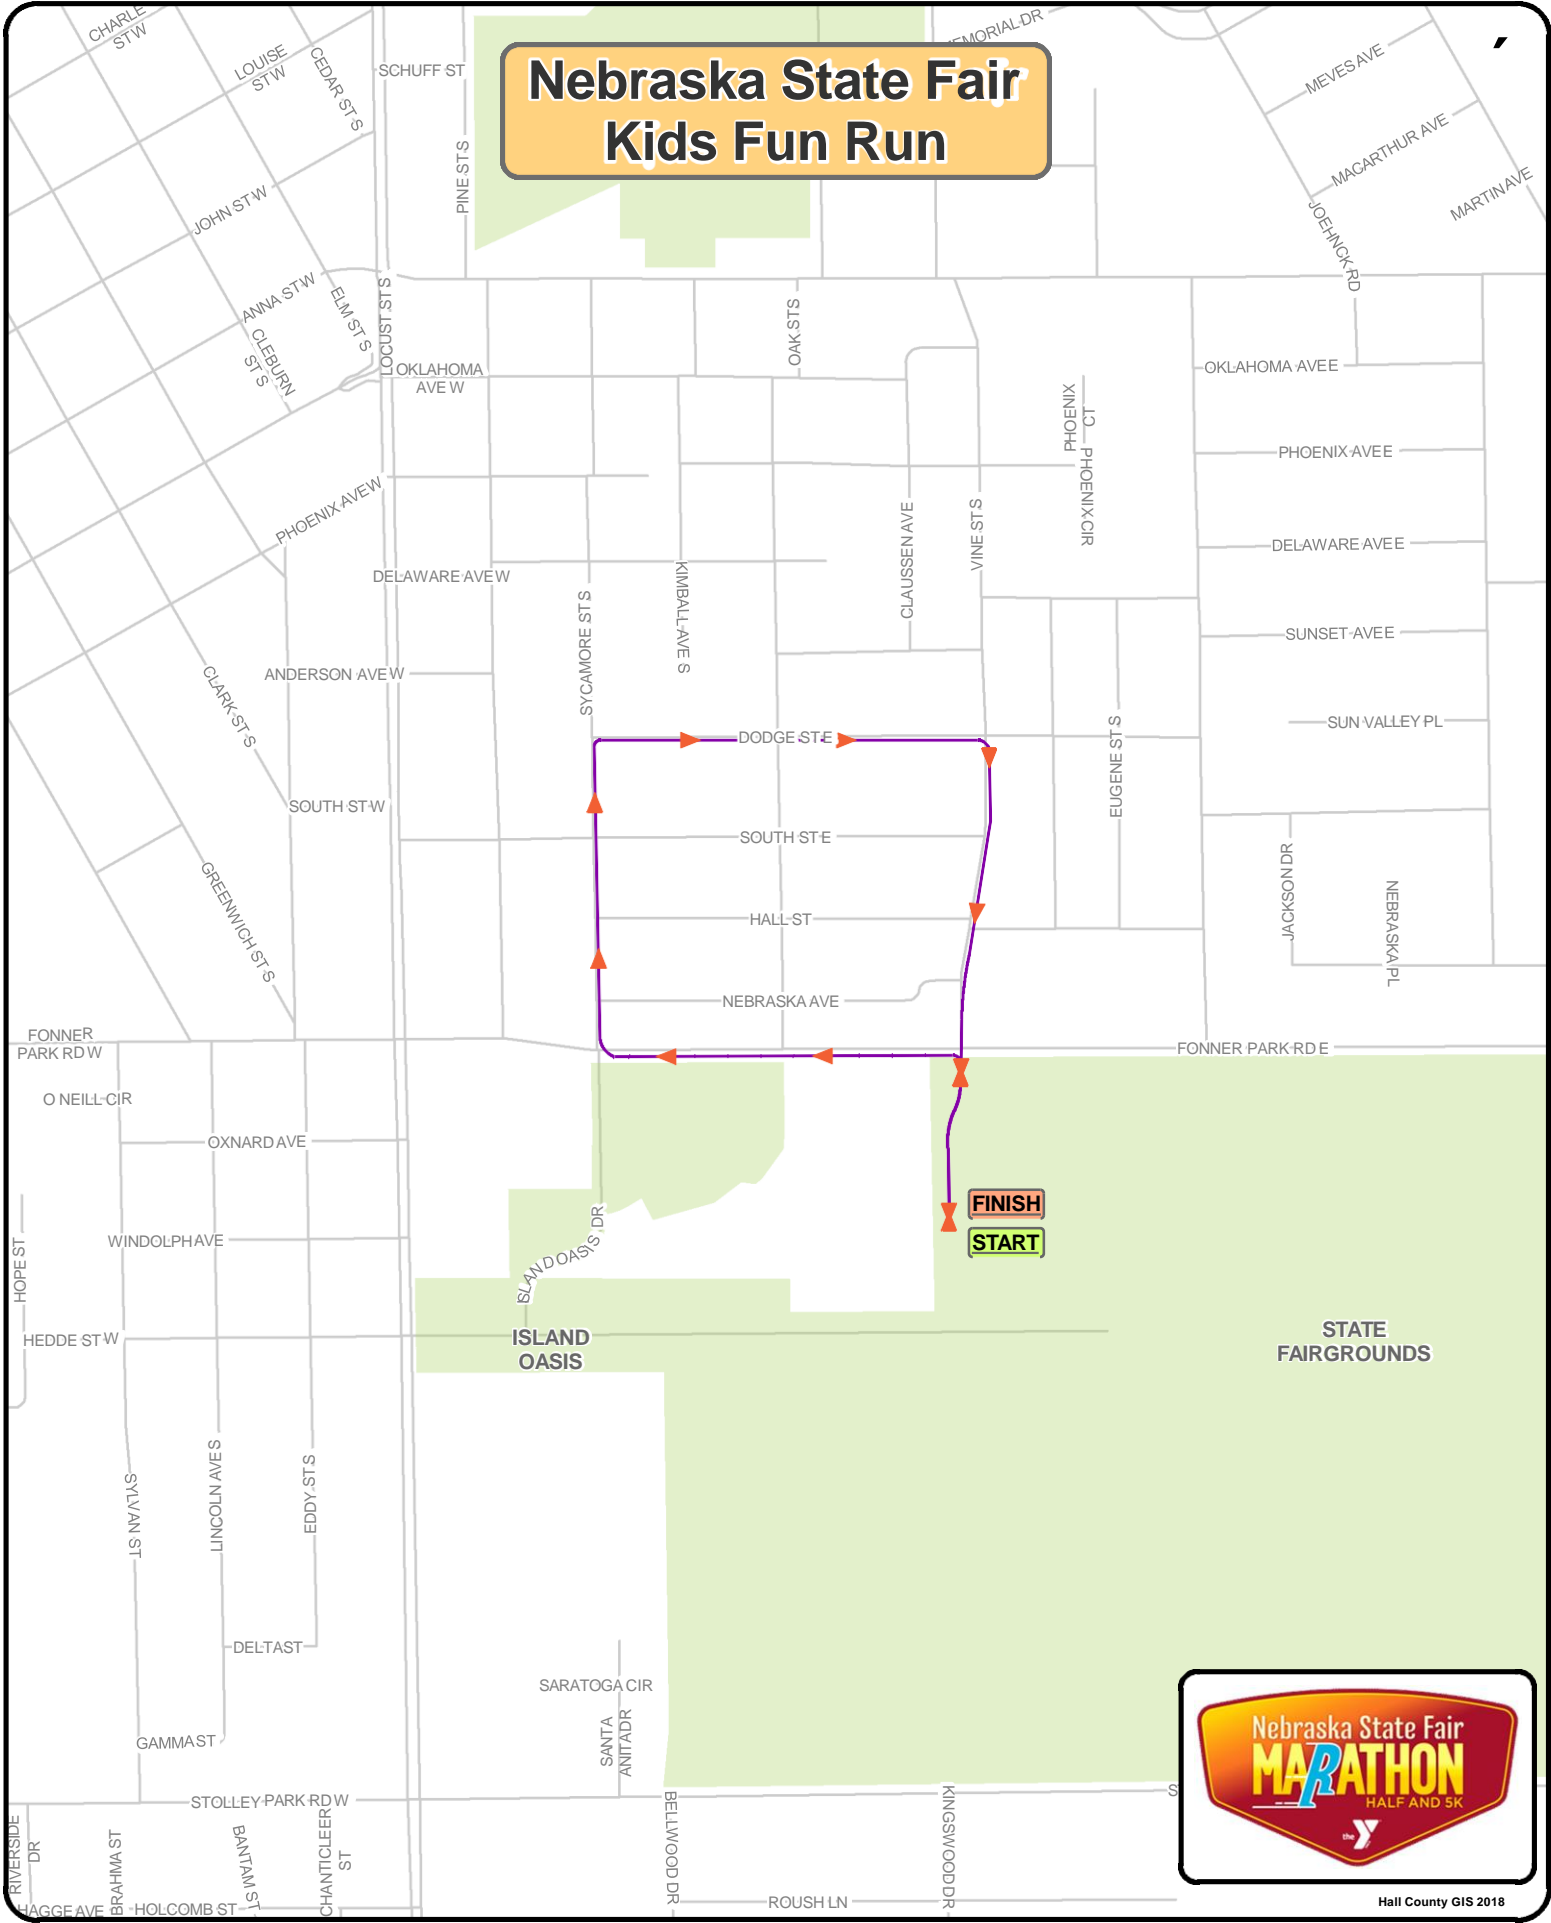 CHARLE
ST W
LOUISE
ST W
CEDAR ST S
SCHUFF ST
PINE ST S
EMORIAL DR
Nebraska State Fair
Kids Fun Run
MEVES AVE
MACARTHUR AVE
MARTIN AVE
JOEHNCK RD
JOHN ST W
ANNA ST W
ELM ST S
CLEBURN
ST S
LOCUST ST S
OAK ST S
OKLAHOMA
AVE W
OKLAHOMA AVE E
PHOENIX
CT
PHOENIX CIR
PHOENIX AVE E
PHOENIX AVE W
CLAUSSEN AVE
VINE ST S
DELAWARE AVE E
DELAWARE AVE W
SYCAMORE ST S
KIMBALL AVE S
SUNSET AVE E
ANDERSON AVE W
CLARK ST S
DODGE ST E
EUGENE ST S
SUN VALLEY PL
SOUTH ST W
SOUTH ST E
JACKSON DR
NEBRASKA PL
GREENWICH ST S
HALL ST
NEBRASKA AVE
FONNER
PARK RD W
FONNER PARK RD E
O NEILL CIR
OXNARD AVE
FINISH
START
HOPE ST
WINDOLPH AVE
ISLAND OASIS DR
HEDDE ST W
ISLAND
OASIS
STATE
FAIRGROUNDS
SYLVAN ST
LINCOLN AVE S
EDDY ST S
DELTA ST
SARATOGA CIR
SANTA
ANITA DR
GAMMA ST
STOLLEY PARK RD W
S
RIVERSIDE
DR
BRAHMA ST
BANTAM ST
CHANTICLEER
ST
BELLWOOD DR
KINGSWOOD DR
HAGGE AVE
HOLCOMB ST
ROUSH LN
Nebraska State Fair
MARATHON
HALF AND 5K
the Y
Hall County GIS 2018